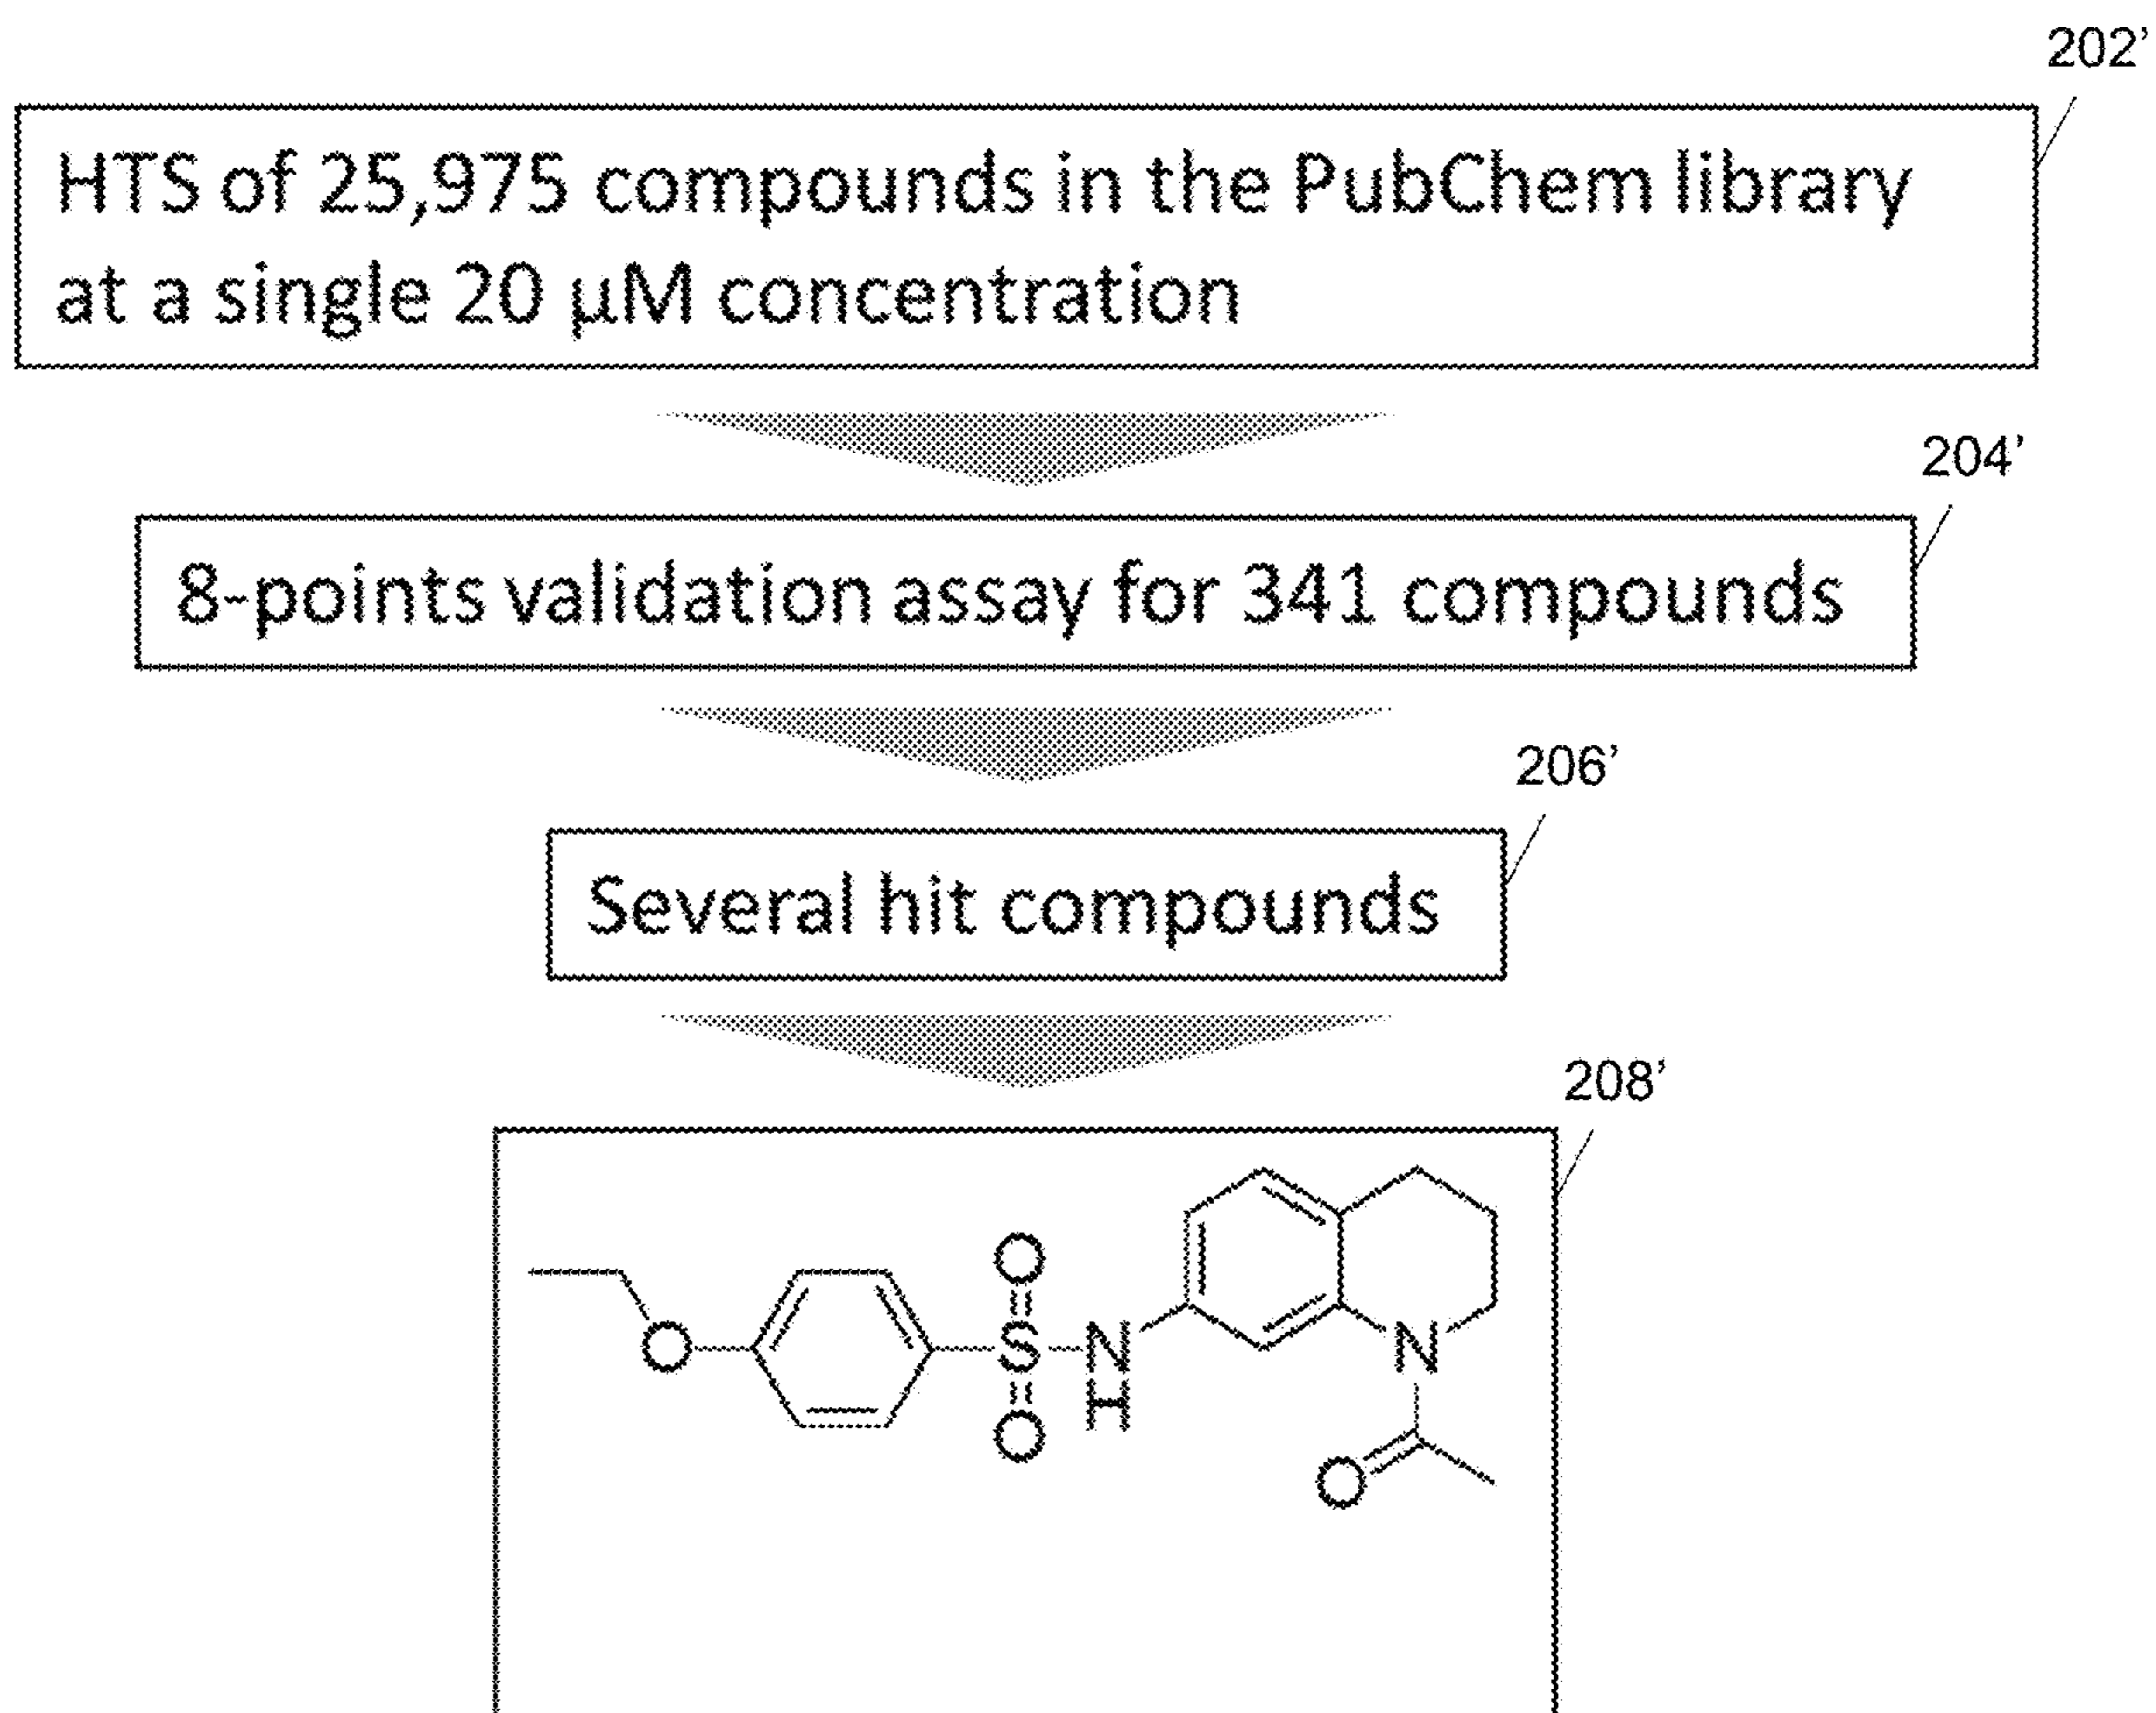 202'
HTS of 25,975 compounds in the PubChem library
at a single 20 µM concentration
204'
8-points validation assay for 341 compounds
206'
Several hit compounds
208'
O
O S N
H
O
N
O